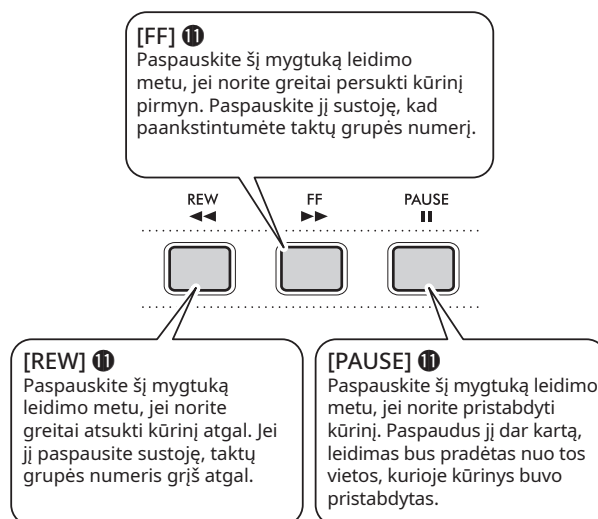 [FF] ⓫
Paspauskite šį mygtuką leidimo
metu, jei norite greitai persukti kūrinį
pirmyn. Paspauskite jį sustoję, kad
paankstintumėte taktų grupės numerį.
REW
FF
PAUSE
[REW] ⓫
Paspauskite šį mygtuką
leidimo metu, jei norite
greitai atsukti kūrinį atgal. Jei
jį paspausite sustoję, taktų
grupės numeris grįš atgal.
[PAUSE] ⓫
Paspauskite šį mygtuką leidimo
metu, jei norite pristabdyti
kūrinį. Paspaudus jį dar kartą,
leidimas bus pradėtas nuo tos
vietos, kurioje kūrinys buvo
pristabdytas.